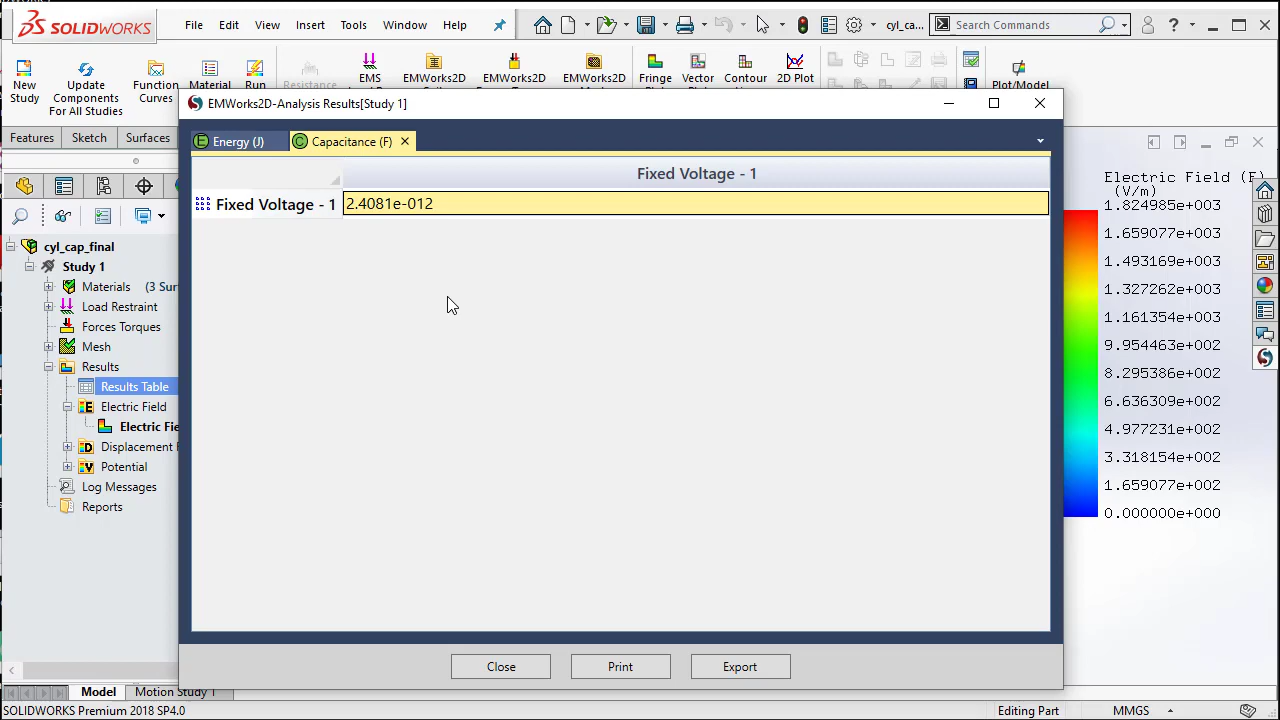 SOLIDWORKS
File Edit View Insert Tools Window Help
cyl_ca...
Search Commands
New Study
Update Components For All Studies
Function Curves
Material
Run
Resistance
EMS
EMWorks2D
EMWorks2D
EMWorks2D
Fringe
Vector
Contour
2D Plot
Plot/Model
EMWorks2D-Analysis Results[Study 1]
Features Sketch Surfaces
Energy (J) Capacitance (F)
Fixed Voltage - 1
Fixed Voltage - 1 2.4081e-012
cyl_cap_final
Study 1
Materials (3 Sur
Load Restraint
Forces Torques
Mesh
Results
Results Table
Electric Field
Electric Fie
Displacement F
Potential
Log Messages
Reports
Electric Field (E)
(V/m)
1.824985e+003
1.659077e+003
1.493169e+003
1.327262e+003
1.161354e+003
9.954463e+002
8.295386e+002
6.636309e+002
4.977231e+002
3.318154e+002
1.659077e+002
0.000000e+000
Close Print Export
Model Motion Study 1
SOLIDWORKS Premium 2018 SP4.0
Editing Part MMGS